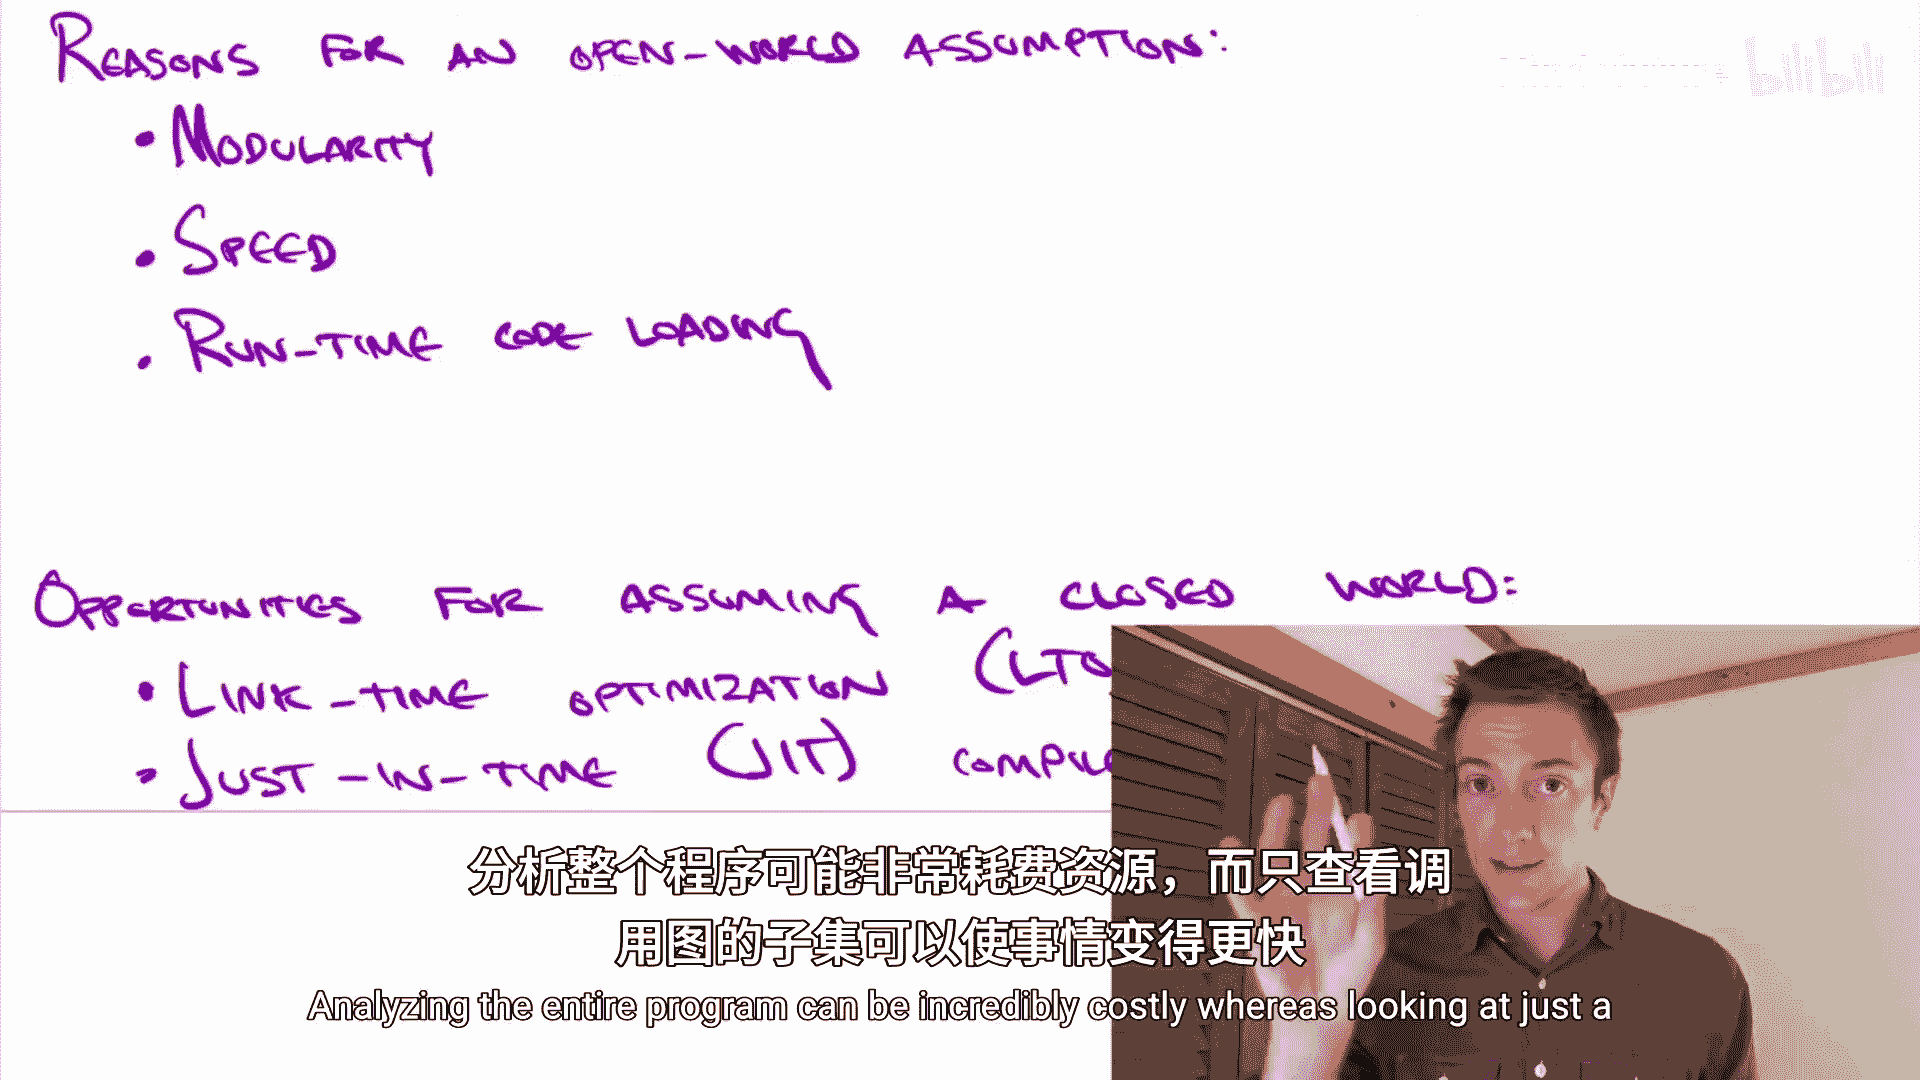 REASONS FOR AN OPEN-WORLD ASSUMPTION:
• MODULARITY
• SPEED
• RUN-TIME CODE LOADING
OPPORTUNITIES FOR ASSUMING A CLOSED WORLD:
• LINK-TIME OPTIMIZATION (LTO
• JUST-IN-TIME (JIT) COMPILE
分析整个程序可能非常耗费资源，而只查看调
用图的子集可以使事情变得更快
Analyzing the entire program can be incredibly costly whereas looking at just a
bilibili